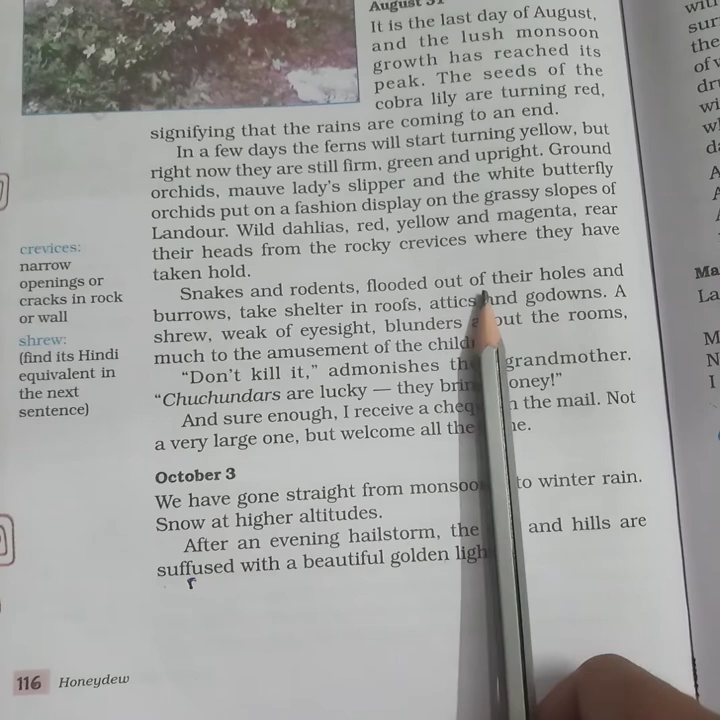 August 31
It is the last day of August,
and the lush monsoon
growth has reached its
peak. The seeds of the
cobra lily are turning red,
signifying that the rains are coming to an end.
In a few days the ferns will start turning yellow, but
right now they are still firm, green and upright. Ground
orchids, mauve lady's slipper and the white butterfly
orchids put on a fashion display on the grassy slopes of
Landour. Wild dahlias, red, yellow and magenta, rear
their heads from the rocky crevices where they have
taken hold.
Snakes and rodents, flooded out of their holes and
burrows, take shelter in roofs, attics and godowns. A
shrew, weak of eyesight, blunders about the rooms,
much to the amusement of the
"Don't kill it," admonishes grandmother.
"Chuchundars are lucky — they
And sure enough, I receive a the mail. Not
a very large one, but welcome all the
October 3
We have gone straight from to winter rain.
Snow at higher altitudes.
After an evening hailstorm, the and hills are
suffused with a beautiful golden
crevices:
narrow
openings or
cracks in rock
or wall
shrew:
(find its Hindi
equivalent in
the next
sentence)
116 Honeydew